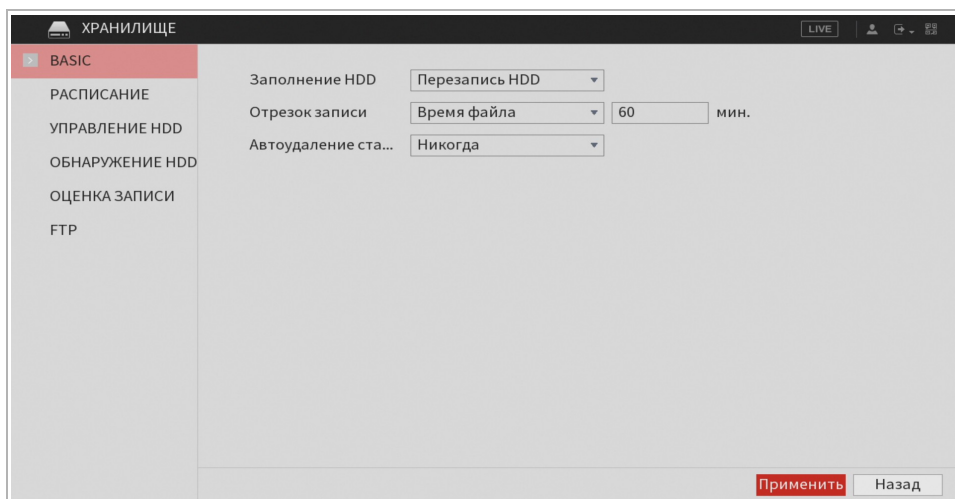 ХРАНИЛИЩЕ
LIVE
BASIC
РАСПИСАНИЕ
УПРАВЛЕНИЕ HDD
ОБНАРУЖЕНИЕ HDD
ОЦЕНКА ЗАПИСИ
FTP
Заполнение HDD Перезапись HDD
Отрезок записи Время файла 60 мин.
Автоудаление ста... Никогда
Применить Назад